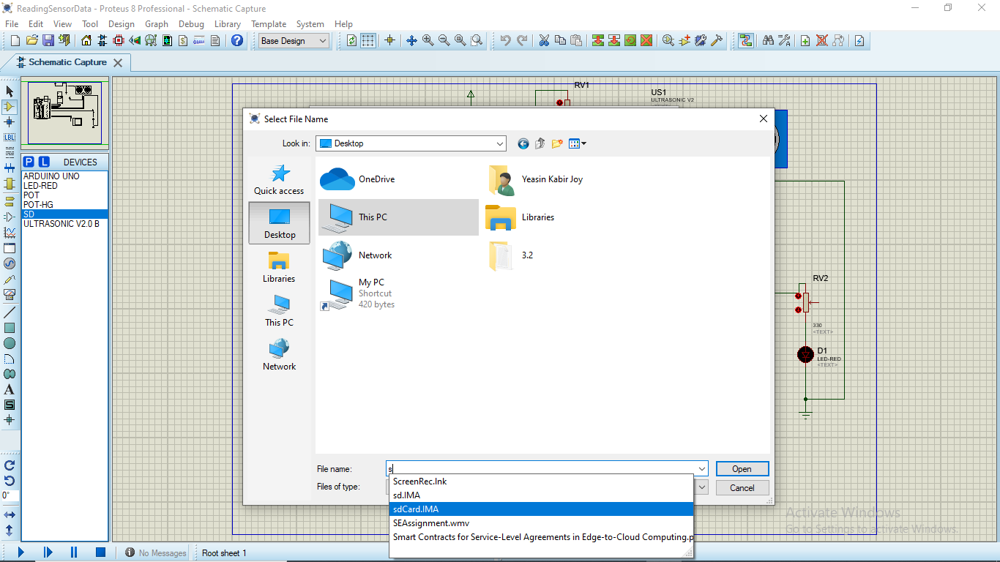 ReadingSensorData - Proteus 8 Professional - Schematic Capture
File Edit View Tool Design Graph Debug Library Template System Help
Base Design
Schematic Capture
RV1
US1
ULTRASONIC V2
P L DEVICES
ARDUINO UNO
LED-RED
POT
POT-HG
SD
ULTRASONIC V2.0 B
LBL
A
S
0°
Select File Name
Look in: Desktop
Quick access
Desktop
Libraries
This PC
Network
OneDrive
Yeasin Kabir Joy
This PC
Libraries
Network
3.2
My PC
Shortcut
420 bytes
RV2
330
<TEXT>
D1
LED-RED
<TEXT>
File name: s
Open
Files of type:
Cancel
ScreenRec.lnk
sd.IMA
sdCard.IMA
SEAssignment.wmv
Smart Contracts for Service-Level Agreements in Edge-to-Cloud Computing.p
Activate Windows
Go to Settings to activate Windows.
No Messages
Root sheet 1